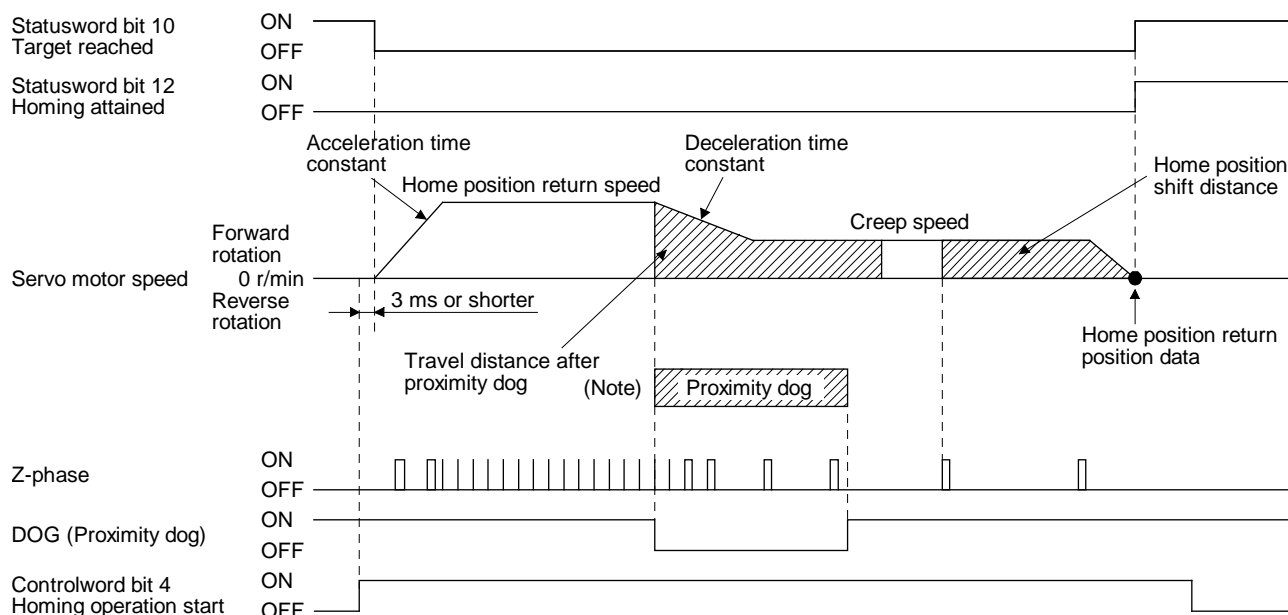 Statusword bit 10
Target reached
ON
OFF
Statusword bit 12
Homing attained
ON
OFF
Acceleration time
constant
Deceleration time
constant
Home position return speed
Home position
shift distance
Creep speed
Forward
rotation
Servo motor speed
0 r/min
Reverse
rotation
3 ms or shorter
Travel distance after
proximity dog
(Note)
Proximity dog
Home position return
position data
Z-phase
ON
OFF
DOG (Proximity dog)
ON
OFF
Controlword bit 4
Homing operation start
ON
OFF